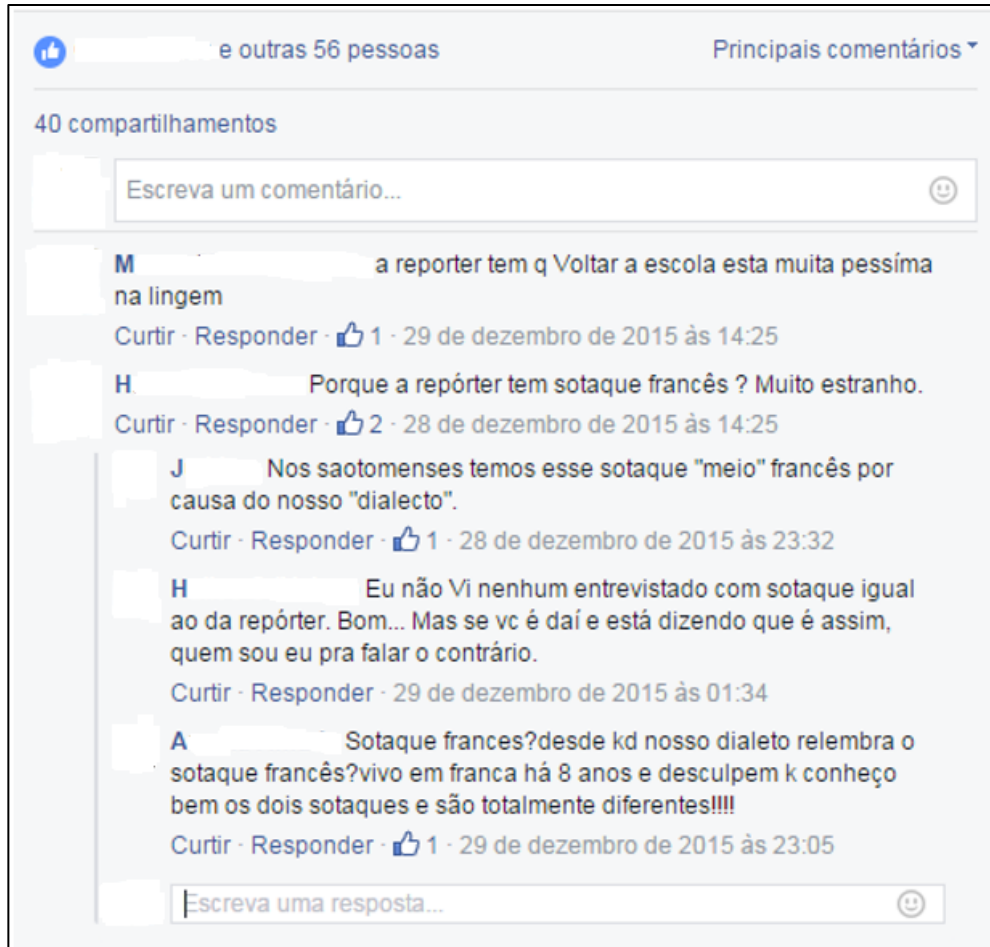 e outras 56 pessoas Principais comentários
40 compartilhamentos
Escreva um comentário...
M a reporter tem q Voltar a escola esta muita pessíma
na lingem
Curtir · Responder · 1 · 29 de dezembro de 2015 às 14:25
H Porque a repórter tem sotaque francês ? Muito estranho.
Curtir · Responder · 2 · 28 de dezembro de 2015 às 14:25
J Nos saotomenses temos esse sotaque "meio" francês por
causa do nosso "dialecto".
Curtir · Responder · 1 · 28 de dezembro de 2015 às 23:32
H Eu não Vi nenhum entrevistado com sotaque igual
ao da repórter. Bom... Mas se vc é daí e está dizendo que é assim,
quem sou eu pra falar o contrário.
Curtir · Responder · 29 de dezembro de 2015 às 01:34
A Sotaque frances?desde kd nosso dialeto relembra o
sotaque francês?vivo em franca há 8 anos e desculpem k conheço
bem os dois sotaques e são totalmente diferentes!!!!
Curtir · Responder · 1 · 29 de dezembro de 2015 às 23:05
Escreva uma resposta...